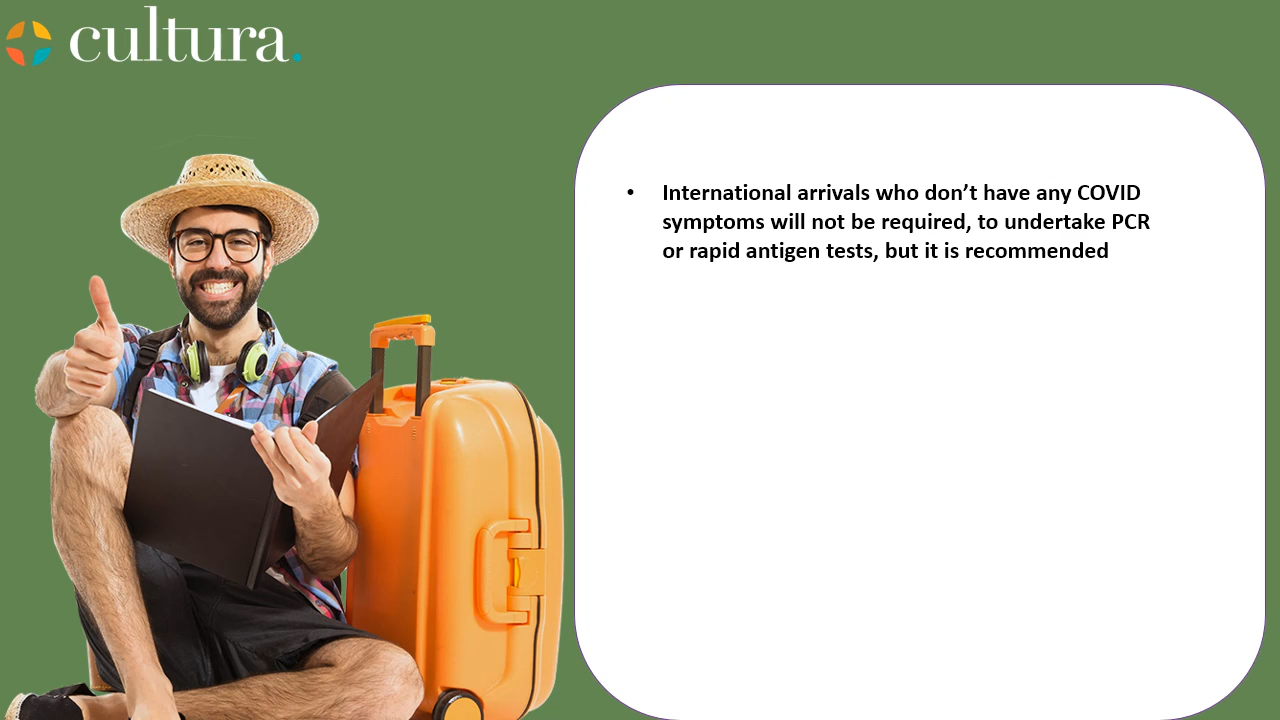 cultura.
• International arrivals who don’t have any COVID
symptoms will not be required, to undertake PCR
or rapid antigen tests, but it is recommended